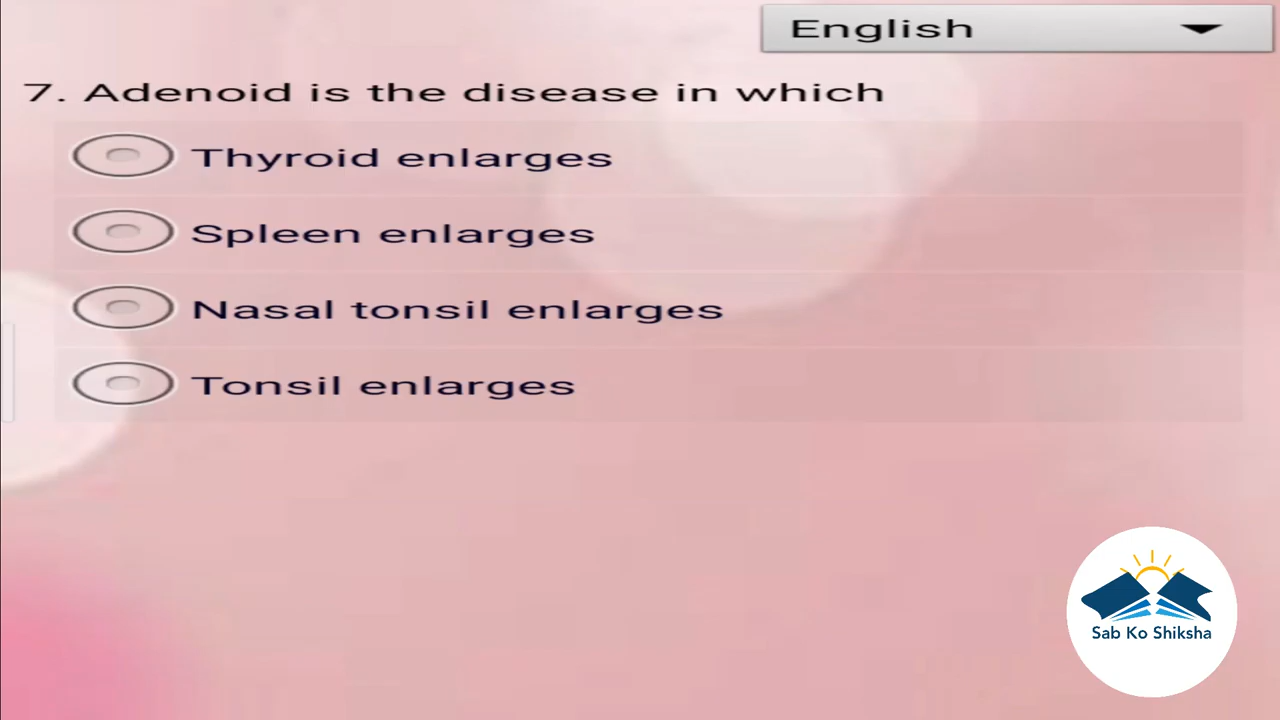 English
7. Adenoid is the disease in which
Thyroid enlarges
Spleen enlarges
Nasal tonsil enlarges
Tonsil enlarges
Sab Ko Shiksha